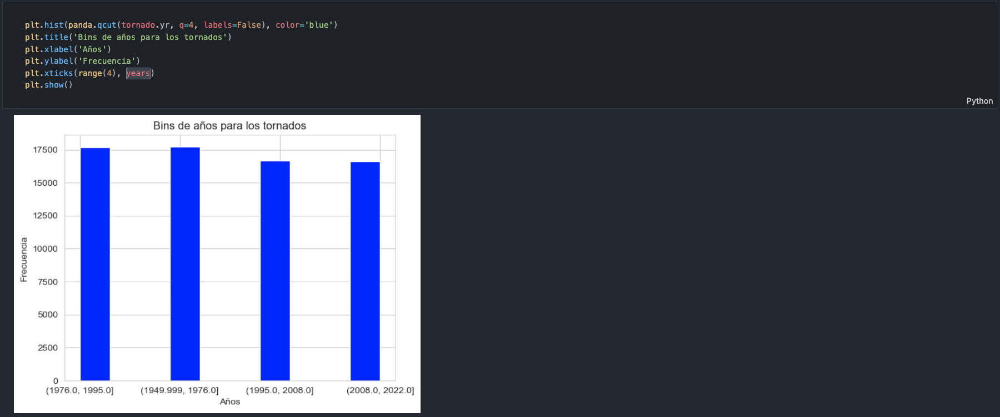 plt.hist(panda.qcut(tornado.yr, q=4, labels=False), color='blue')
plt.title('Bins de años para los tornados')
plt.xlabel('Años')
plt.ylabel('Frecuencia')
plt.xticks(range(4), years)
plt.show()
Python
Bins de años para los tornados
17500
15000
12500
10000
7500
5000
2500
0
Frecuencia
(1976.0, 1995.0] (1949.999, 1976.0] (1995.0, 2008.0] (2008.0, 2022.0]
Años